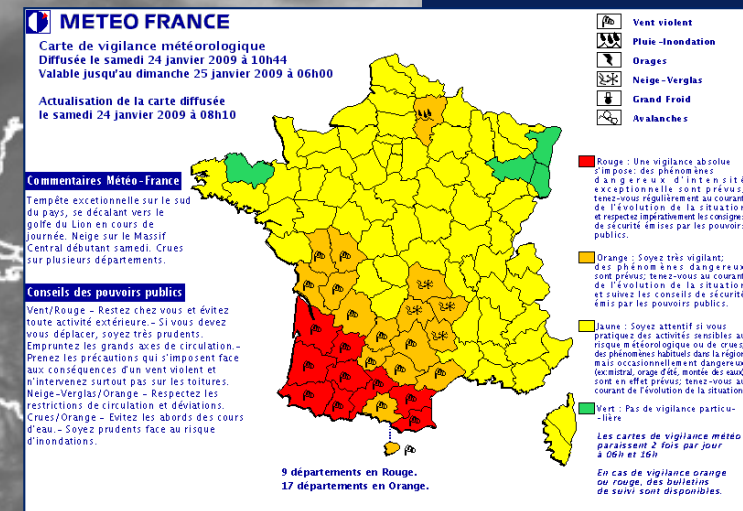 METEO FRANCE
Carte de vigilance météorologique
Diffusée le samedi 24 janvier 2009 à 10h44
Valable jusqu'au dimanche 25 janvier 2009 à 06h00
Actualisation de la carte diffusée
le samedi 24 janvier 2009 à 08h10
Commentaires Météo-France
Tempête excetionnelle sur le sud
du pays, se décalant vers le
golfe du Lion en cours de
journée. Neige sur le Massif
Central débutant samedi. Crues
sur plusieurs départements.
Conseils des pouvoirs publics
Vent/Rouge - Restez chez vous et évitez
toute activité extérieure.- Si vous devez
vous déplacer, soyez très prudents.
Empruntez les grands axes de circulation.-
Prenez les précautions qui s'imposent face
aux conséquences d'un vent violent et
n'intervenez surtout pas sur les toitures.
Neige-Verglas/Orange - Respectez les
restrictions de circulation et déviations.
Crues/Orange - Evitez les abords des cours
d'eau.- Soyez prudents face au risque
d'inondations.
9 départements en Rouge.
17 départements en Orange.
Vent violent
Pluie-Inondation
Orages
Neige-Verglas
Grand Froid
Avalanches
Rouge : Une vigilance absolue
s'impose: des phénomènes
dangereux d'intensité
exceptionnelle sont prévus;
tenez-vous régulièrement au courant
de l'évolution de la situation
et respectez impérativement les consignes
de sécurité émises par les pouvoirs
publics.
Orange : Soyez très vigilant;
des phénomènes dangereux
sont prévus; tenez-vous au courant
de l'évolution de la situation
et suivez les conseils de sécurité
émis par les pouvoirs publics.
Jaune : Soyez attentif si vous
pratiquez des activités sensibles au
risque météorologique ou de crues;
des phénomènes habituels dans la région
mais occasionnellement dangereux
(ex:mistral, orage d'été, montée des eaux)
sont en effet prévus; tenez-vous au
courant de l'évolution de la situation
Vert : Pas de vigilance particu-
-lière
Les cartes de vigilance météo
paraissent 2 fois par jour
à 06h et 16h
En cas de vigilance orange
ou rouge, des bulletins
de suivi sont disponibles.